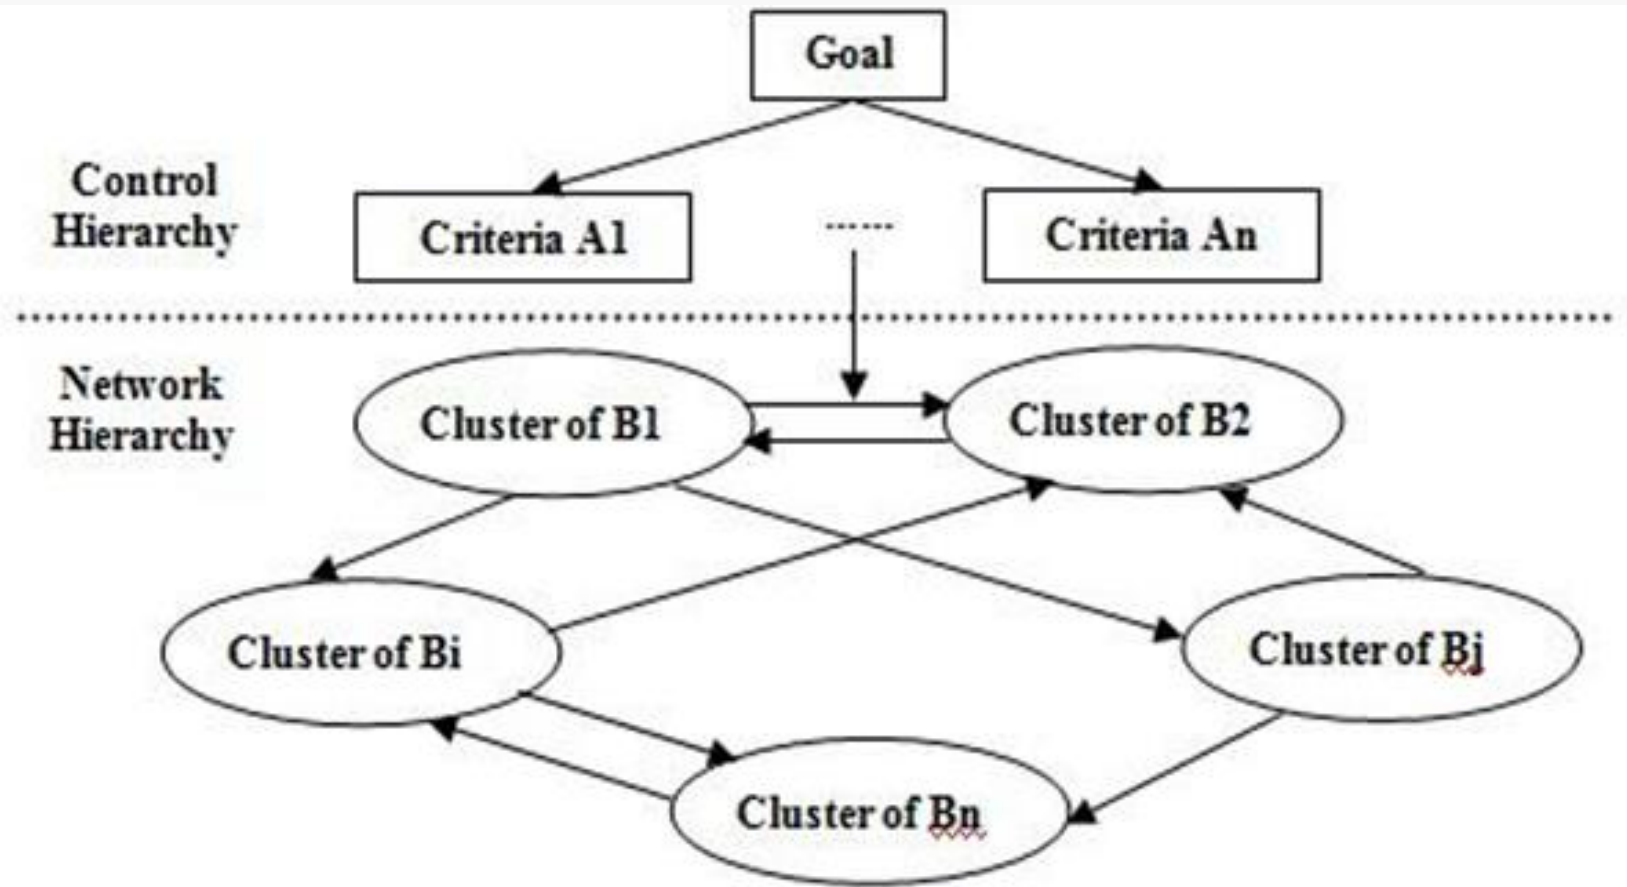 Goal
Control
Hierarchy
Criteria A1
......
Criteria An
Network
Hierarchy
Cluster of B1
Cluster of B2
Cluster of Bi
Cluster of Bj
Cluster of Bn